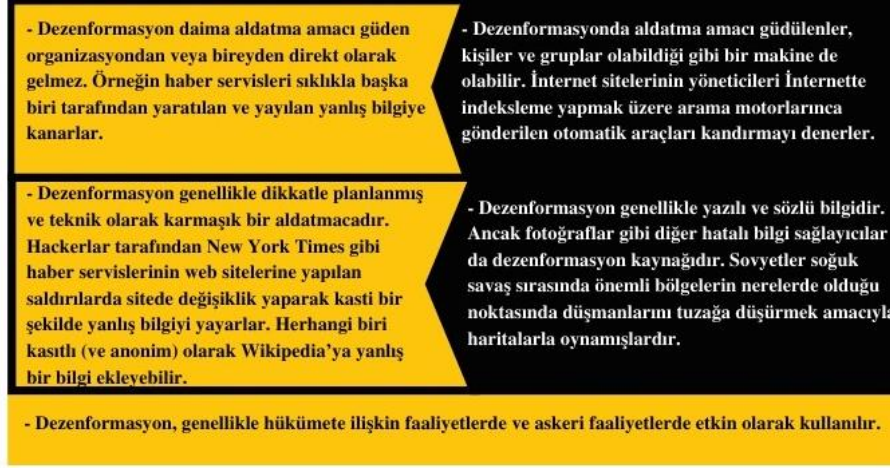 - Dezenformasyon daima aldatma amacı güden
organizasyondan veya bireyden direkt olarak
gelmez. Örneğin haber servisleri sıklıkla başka
biri tarafından yaratılan ve yayılan yanlış bilgiye
kanarlar.
- Dezenformasyonda aldatma amacı güdülenler,
kişiler ve gruplar olabildiği gibi bir makine de
olabilir. İnternet sitelerinin yöneticileri İnternette
indeksleme yapmak üzere arama motorlarınca
gönderilen otomatik araçları kandırmayı denerler.
- Dezenformasyon genellikle dikkatle planlanmış
ve teknik olarak karmaşık bir aldatmacadır.
Hackerlar tarafından New York Times gibi
haber servislerinin web sitelerine yapılan
saldırılarda sitede değişiklik yaparak kasti bir
şekilde yanlış bilgiyi yayarlar. Herhangi biri
kasıtlı (ve anonim) olarak Wikipedia’ya yanlış
bir bilgi ekleyebilir.
- Dezenformasyon genellikle yazılı ve sözlü bilgidir.
Ancak fotoğraflar gibi diğer hatalı bilgi sağlayıcılar
da dezenformasyon kaynağıdır. Sovyetler soğuk
savaş sırasında önemli bölgelerin nerelerde olduğu
noktasında düşmanlarını tuzağa düşürmek amacıyla
haritalarla oynamışlardır.
- Dezenformasyon, genellikle hükümete ilişkin faaliyetlerde ve askeri faaliyetlerde etkin olarak kullanılır.